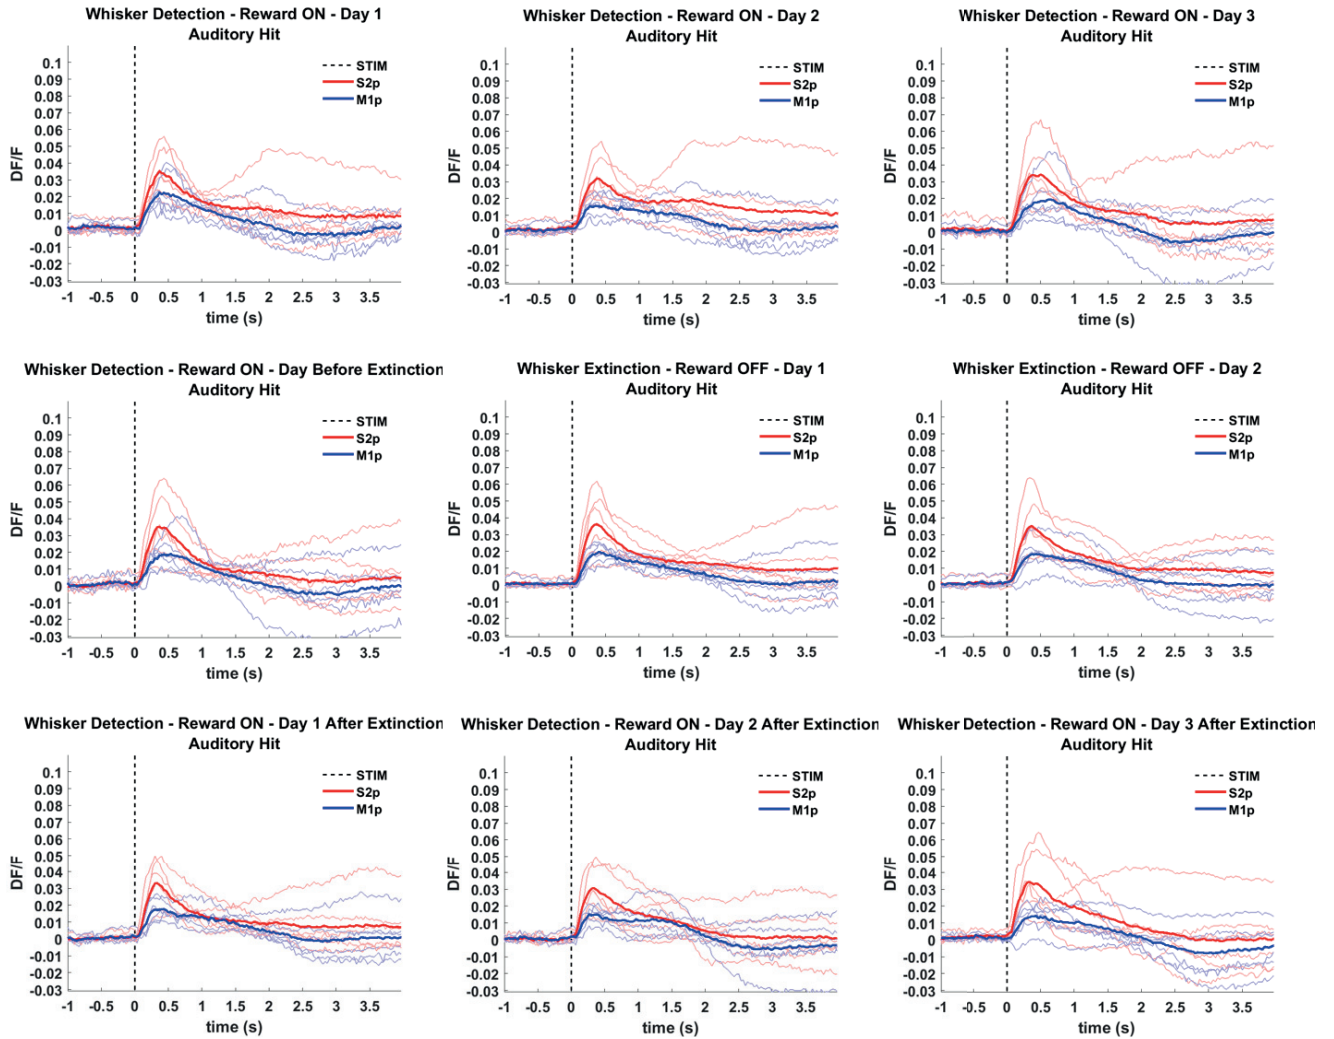 Whisker Detection - Reward ON - Day 1
Auditory Hit
STIM
S2p
M1p
DF/F
0.1
0.09
0.08
0.07
0.06
0.05
0.04
0.03
0.02
0.01
0
-0.01
-0.02
-0.03
-1 -0.5 0 0.5 1 1.5 2 2.5 3 3.5
time (s)
Whisker Detection - Reward ON - Day 2
Auditory Hit
STIM
S2p
M1p
DF/F
0.1
0.09
0.08
0.07
0.06
0.05
0.04
0.03
0.02
0.01
0
-0.01
-0.02
-0.03
-1 -0.5 0 0.5 1 1.5 2 2.5 3 3.5
time (s)
Whisker Detection - Reward ON - Day 3
Auditory Hit
STIM
S2p
M1p
DF/F
0.1
0.09
0.08
0.07
0.06
0.05
0.04
0.03
0.02
0.01
0
-0.01
-0.02
-0.03
-1 -0.5 0 0.5 1 1.5 2 2.5 3 3.5
time (s)
Whisker Detection - Reward ON - Day Before Extinction
Auditory Hit
STIM
S2p
M1p
DF/F
0.1
0.09
0.08
0.07
0.06
0.05
0.04
0.03
0.02
0.01
0
-0.01
-0.02
-0.03
-1 -0.5 0 0.5 1 1.5 2 2.5 3 3.5
time (s)
Whisker Extinction - Reward OFF - Day 1
Auditory Hit
STIM
S2p
M1p
DF/F
0.1
0.09
0.08
0.07
0.06
0.05
0.04
0.03
0.02
0.01
0
-0.01
-0.02
-0.03
-1 -0.5 0 0.5 1 1.5 2 2.5 3 3.5
time (s)
Whisker Extinction - Reward OFF - Day 2
Auditory Hit
STIM
S2p
M1p
DF/F
0.1
0.09
0.08
0.07
0.06
0.05
0.04
0.03
0.02
0.01
0
-0.01
-0.02
-0.03
-1 -0.5 0 0.5 1 1.5 2 2.5 3 3.5
time (s)
Whisker Detection - Reward ON - Day 1 After Extinction
Auditory Hit
STIM
S2p
M1p
DF/F
0.1
0.09
0.08
0.07
0.06
0.05
0.04
0.03
0.02
0.01
0
-0.01
-0.02
-0.03
-1 -0.5 0 0.5 1 1.5 2 2.5 3 3.5
time (s)
Whisker Detection - Reward ON - Day 2 After Extinction
Auditory Hit
STIM
S2p
M1p
DF/F
0.1
0.09
0.08
0.07
0.06
0.05
0.04
0.03
0.02
0.01
0
-0.01
-0.02
-0.03
-1 -0.5 0 0.5 1 1.5 2 2.5 3 3.5
time (s)
Whisker Detection - Reward ON - Day 3 After Extinction
Auditory Hit
STIM
S2p
M1p
DF/F
0.1
0.09
0.08
0.07
0.06
0.05
0.04
0.03
0.02
0.01
0
-0.01
-0.02
-0.03
-1 -0.5 0 0.5 1 1.5 2 2.5 3 3.5
time (s)